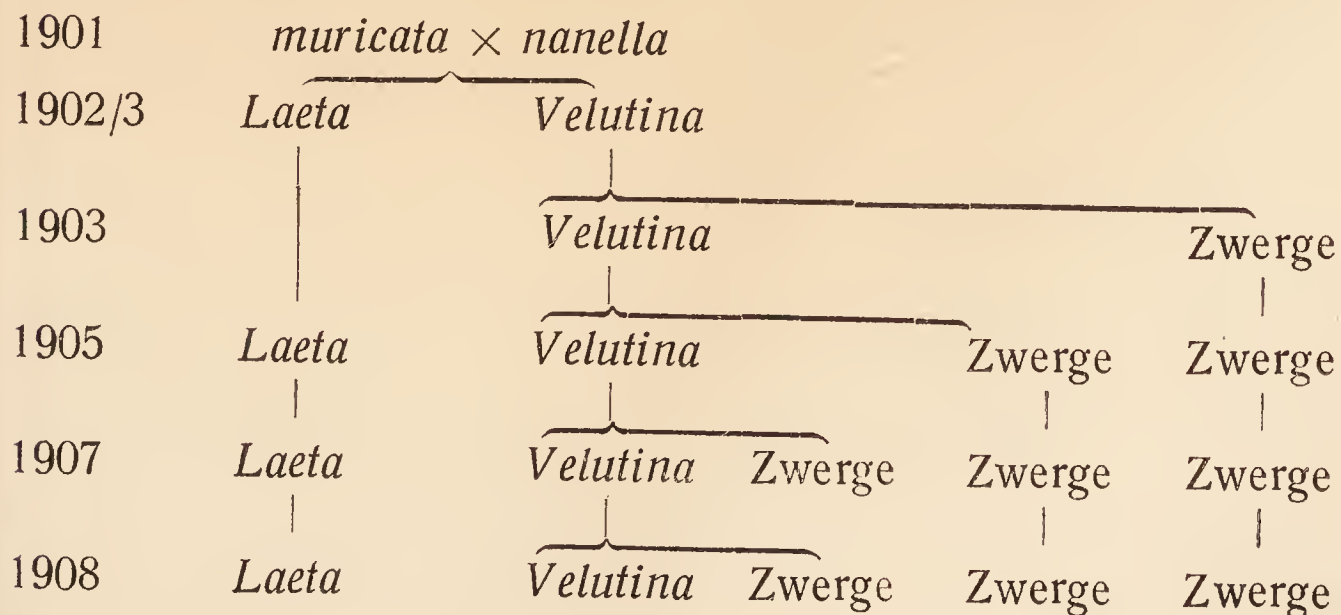 1901 muricata × nanella
1902/3 Laeta Velutina
1903 Velutina Zwerge
1905 Laeta Velutina Zwerge Zwerge
1907 Laeta Velutina Zwerge Zwerge Zwerge
1908 Laeta Velutina Zwerge Zwerge Zwerge